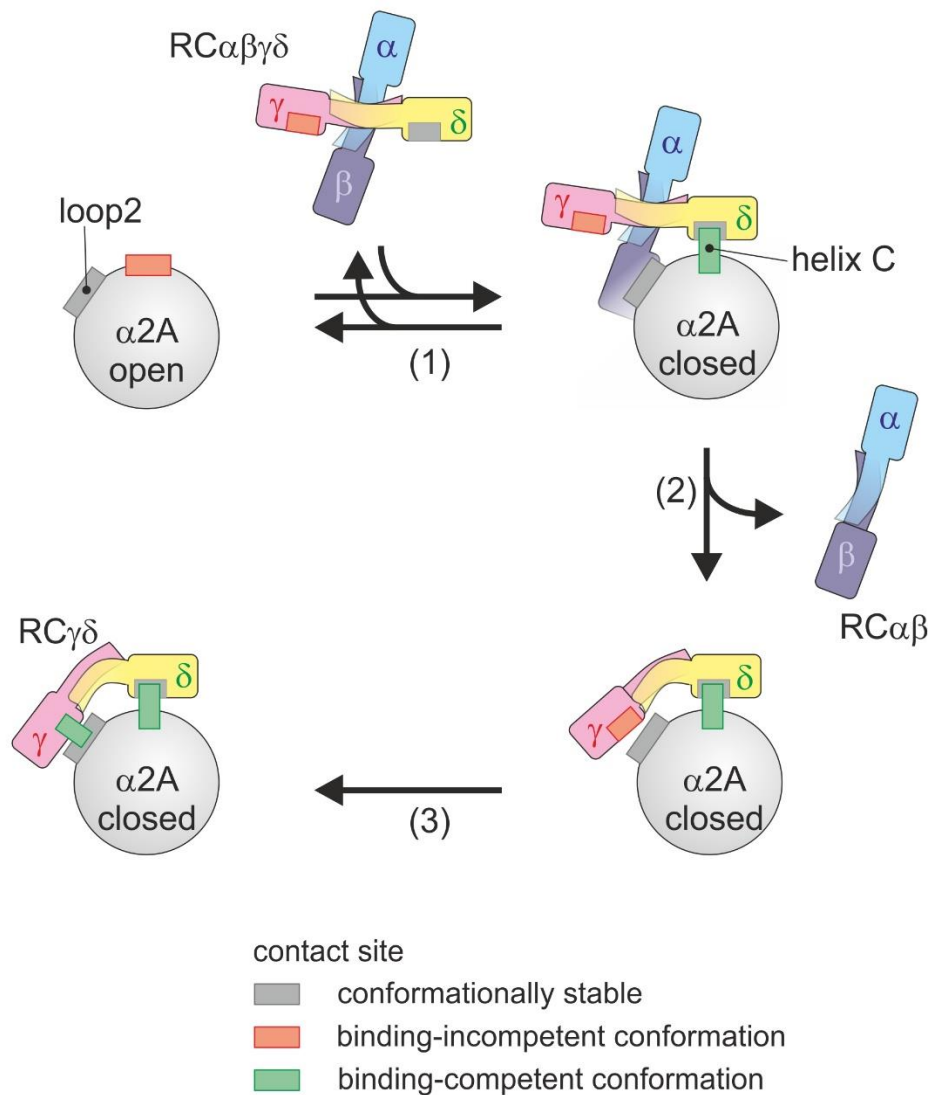 RCαβγδ
α
γ
δ
β
loop2
α2A
open
(1)
α
γ
δ
helix C
α2A
closed
(2)
α
β
RCαβ
RCγδ
δ
γ
α2A
closed
(3)
δ
γ
α2A
closed
contact site
conformationally stable
binding-incompetent conformation
binding-competent conformation